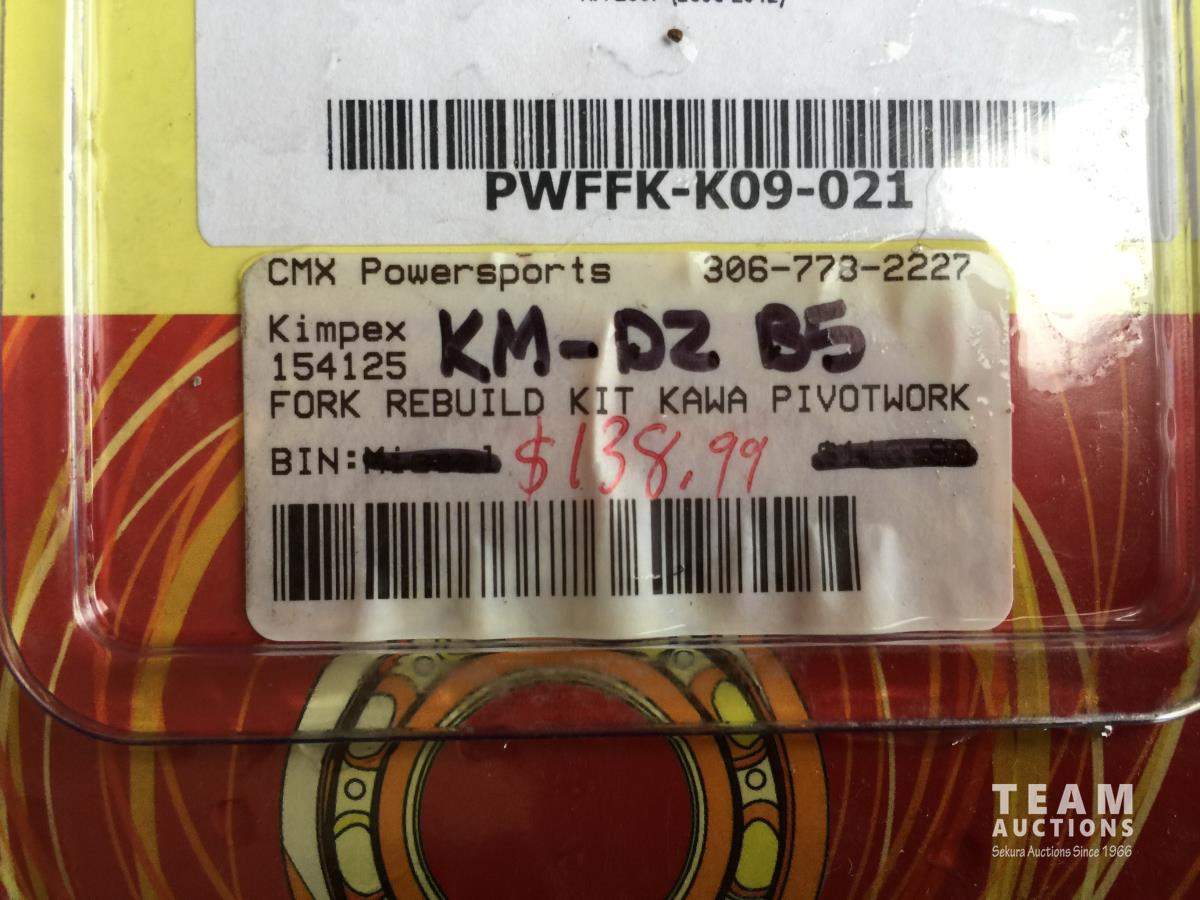 PWFFK-K09-021
CMX Powersports 306-773-2227
Kimpex KM-D2 B5
154125
FORK REBUILD KIT KAWA PIVOTWORK
BIN: $138.99
TEAM
AUCTIONS
Sekura Auctions Since 1966